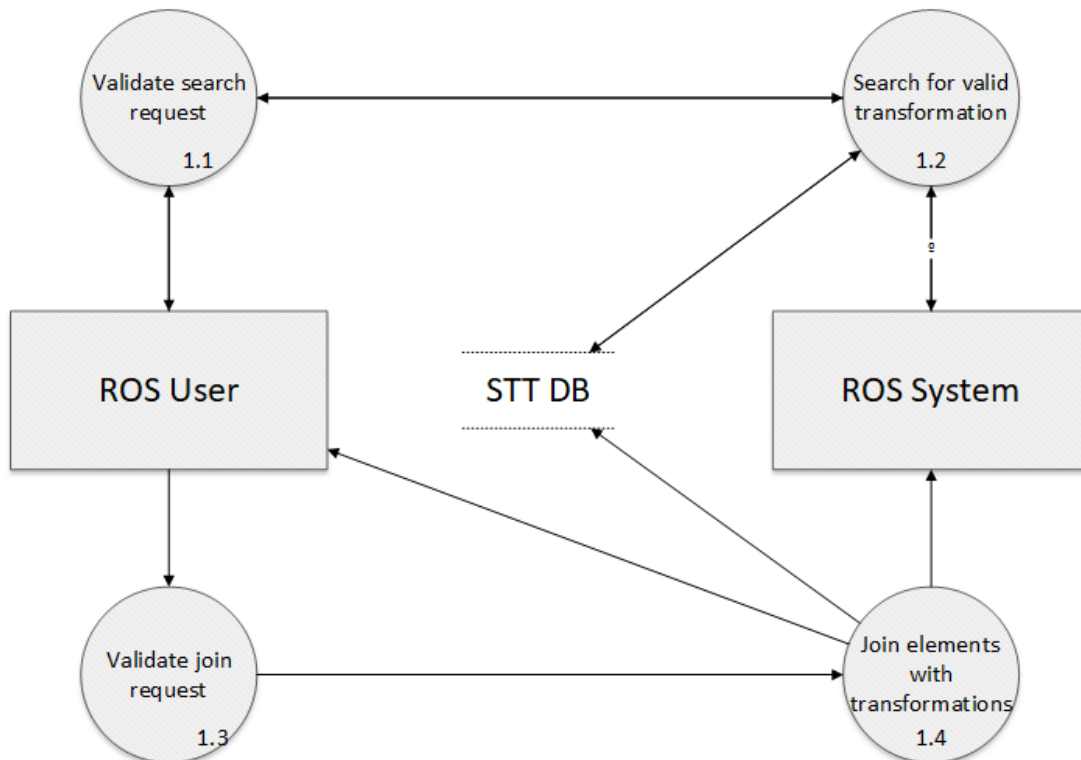 Validate search
request
1.1
Search for valid
transformation
1.2
º
ROS User
STT DB
ROS System
Validate join
request
1.3
Join elements
with
transformations
1.4